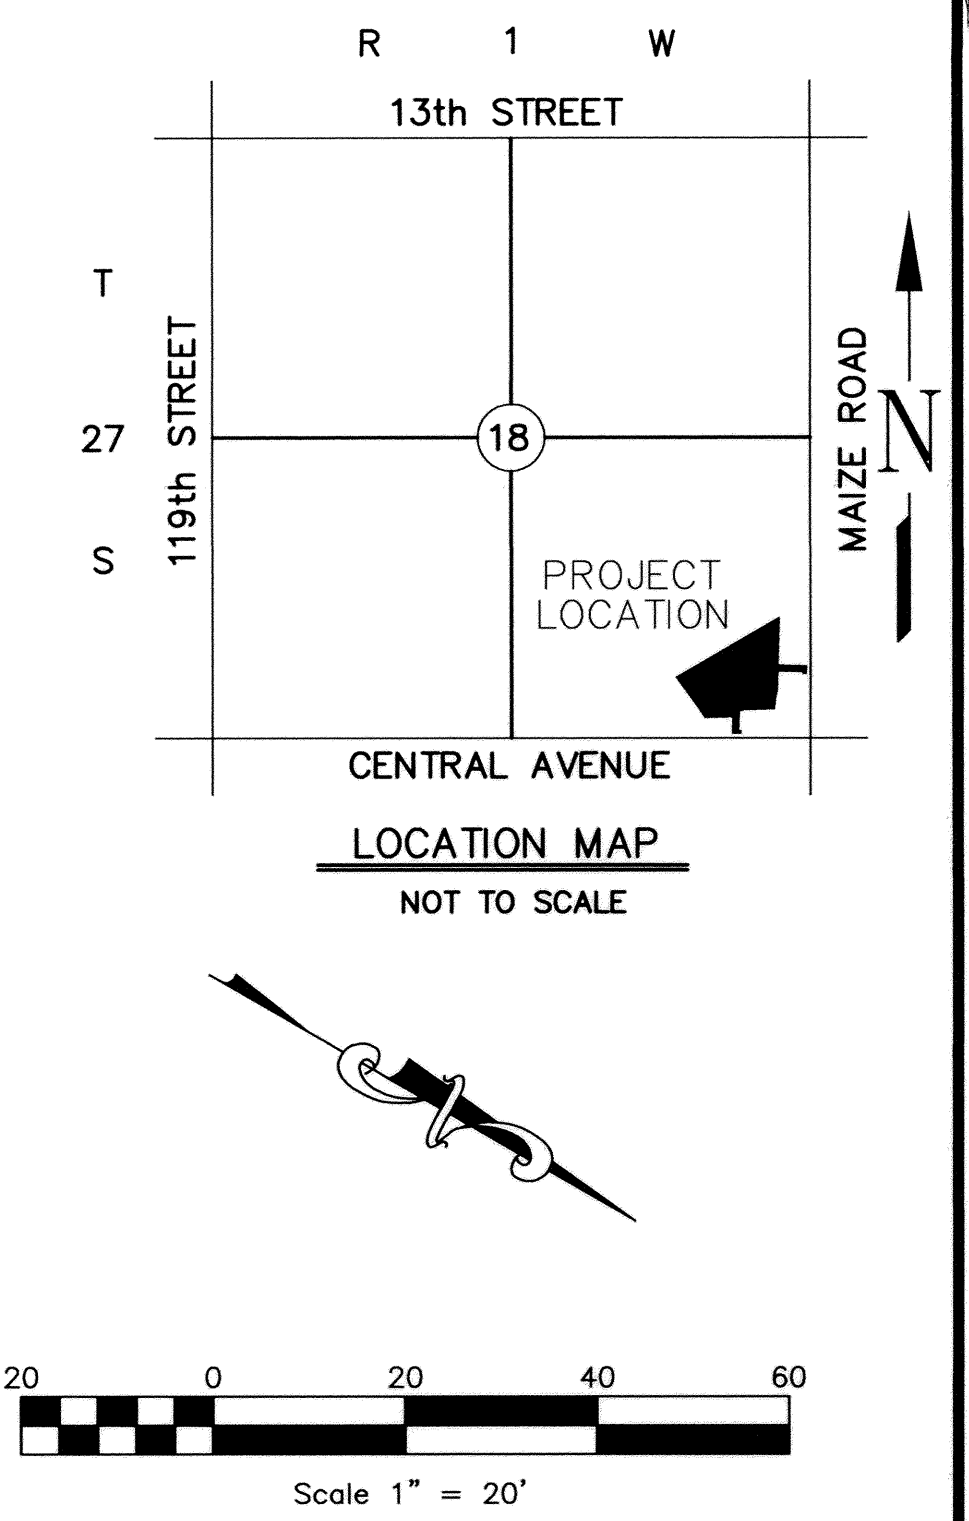 R 1 W
13th STREET
T
27
S
119th STREET
18
MAIZE ROAD
N
PROJECT
LOCATION
CENTRAL AVENUE
LOCATION MAP
NOT TO SCALE
20 0 20 40 60
Scale 1" = 20'